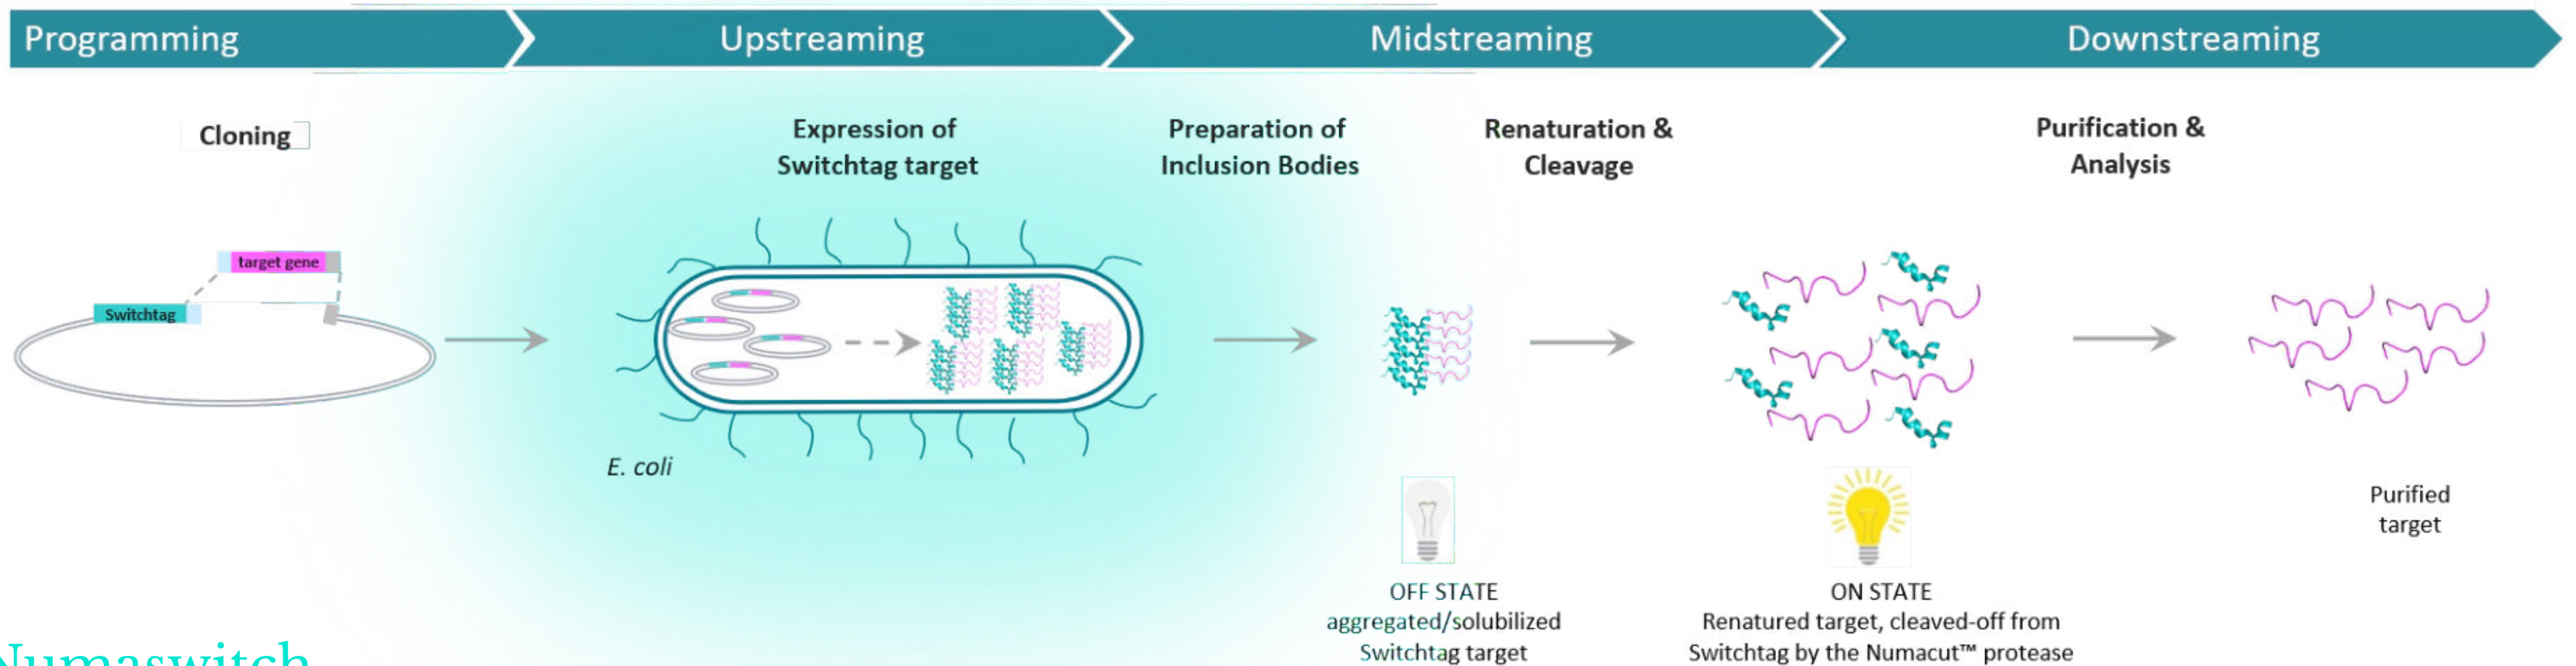 Programming
Upstreaming
Midstreaming
Downstreaming
Cloning
Expression of
Switchtag target
Preparation of
Inclusion Bodies
Renaturation &
Cleavage
Purification &
Analysis
target gene
Switchtag
E. coli
OFF STATE
aggregated/solubilized
Switchtag target
ON STATE
Renatured target, cleaved-off from
Switchtag by the Numacut™ protease
Purified
target
Numaswitch